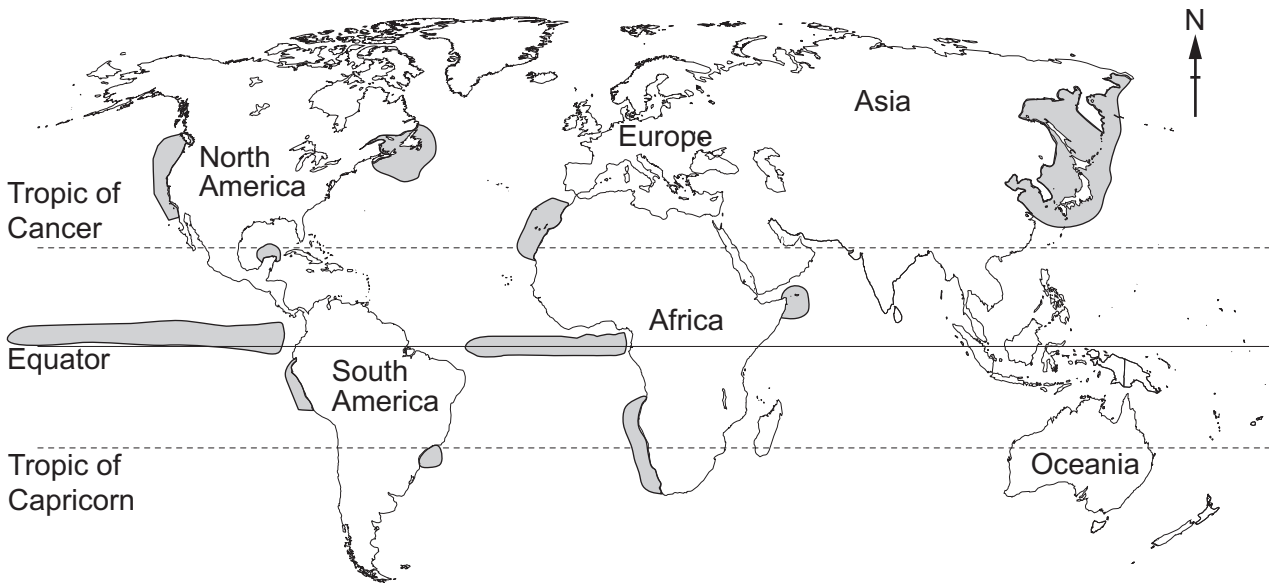 N
Asia
Europe
North
America
Tropic of
Cancer
Africa
Equator
South
America
Oceania
Tropic of
Capricorn